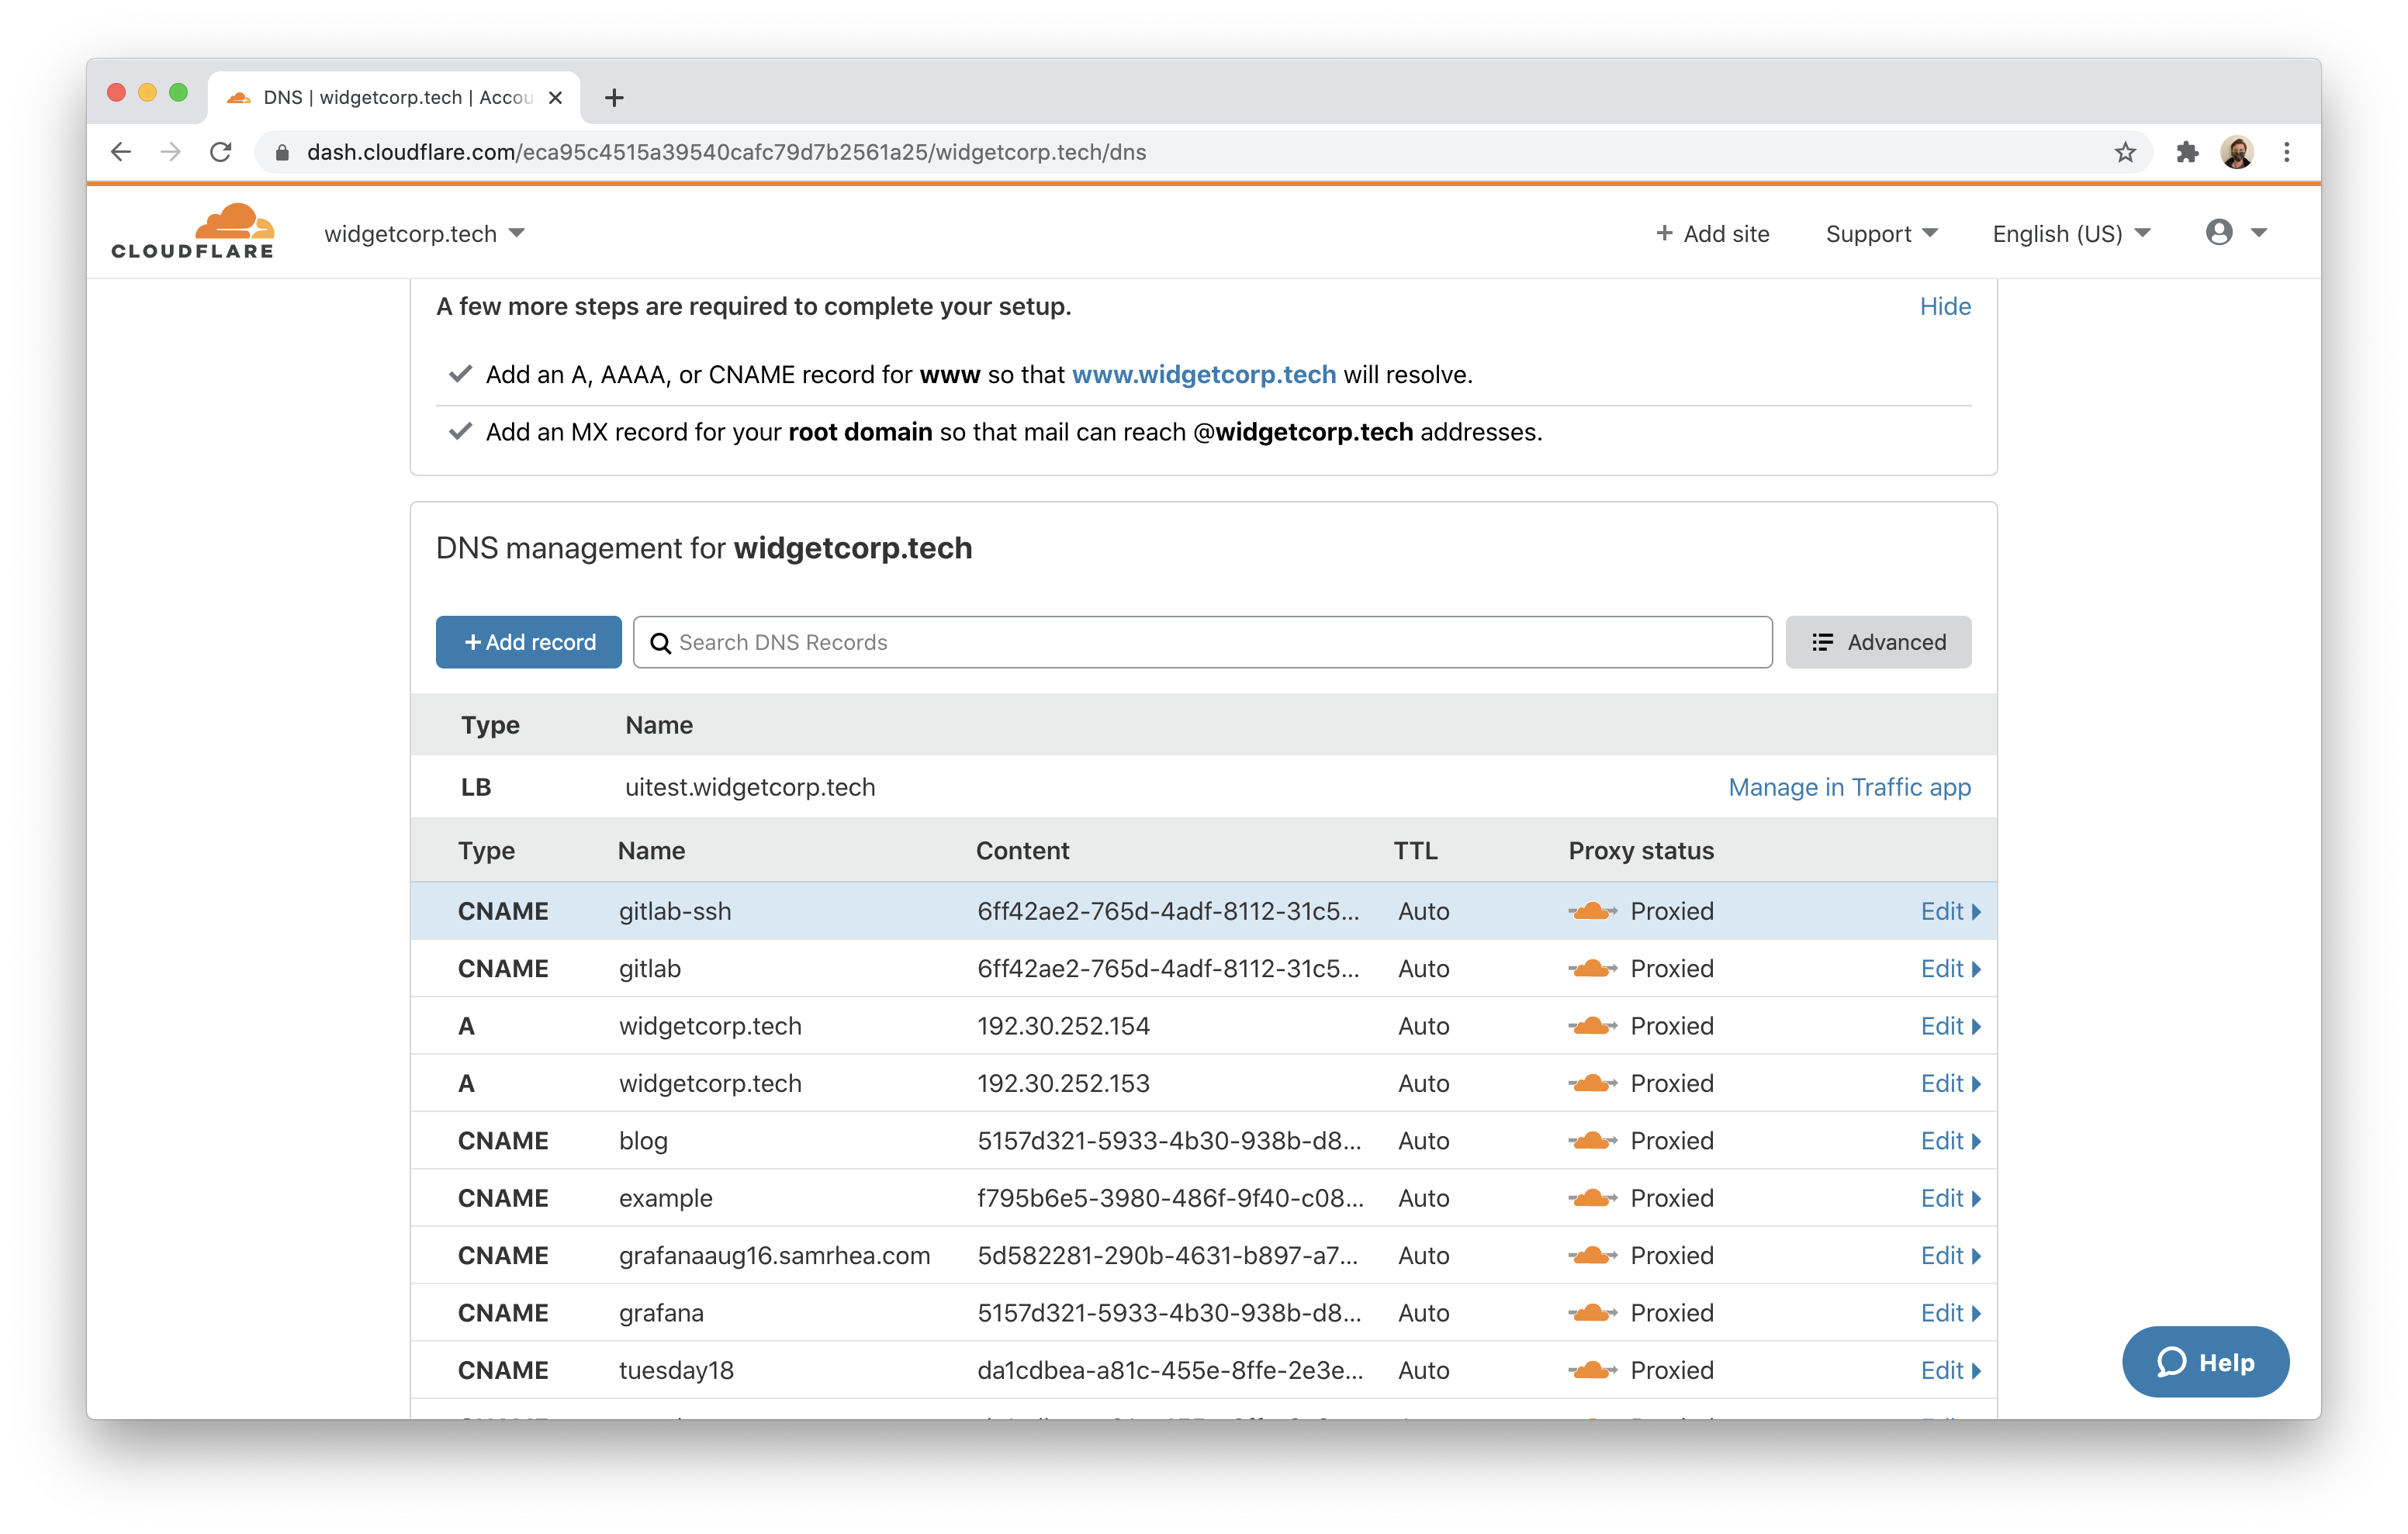 DNS | widgetcorp.tech | Accou
dash.cloudflare.com/eca95c4515a39540cafc79d7b2561a25/widgetcorp.tech/dns
CLOUDFLARE
widgetcorp.tech
+ Add site
Support
English (US)
A few more steps are required to complete your setup.
Hide
Add an A, AAAA, or CNAME record for www so that www.widgetcorp.tech will resolve.
Add an MX record for your root domain so that mail can reach @widgetcorp.tech addresses.
DNS management for widgetcorp.tech
+ Add record
Search DNS Records
Advanced
Type Name
LB uitest.widgetcorp.tech Manage in Traffic app
Type Name Content TTL Proxy status
CNAME gitlab-ssh 6ff42ae2-765d-4adf-8112-31c5... Auto Proxied Edit
CNAME gitlab 6ff42ae2-765d-4adf-8112-31c5... Auto Proxied Edit
A widgetcorp.tech 192.30.252.154 Auto Proxied Edit
A widgetcorp.tech 192.30.252.153 Auto Proxied Edit
CNAME blog 5157d321-5933-4b30-938b-d8... Auto Proxied Edit
CNAME example f795b6e5-3980-486f-9f40-c08... Auto Proxied Edit
CNAME grafanaaug16.samrhea.com 5d582281-290b-4631-b897-a7... Auto Proxied Edit
CNAME grafana 5157d321-5933-4b30-938b-d8... Auto Proxied Edit
CNAME tuesday18 da1cdbea-a81c-455e-8ffe-2e3e... Auto Proxied Edit
Help